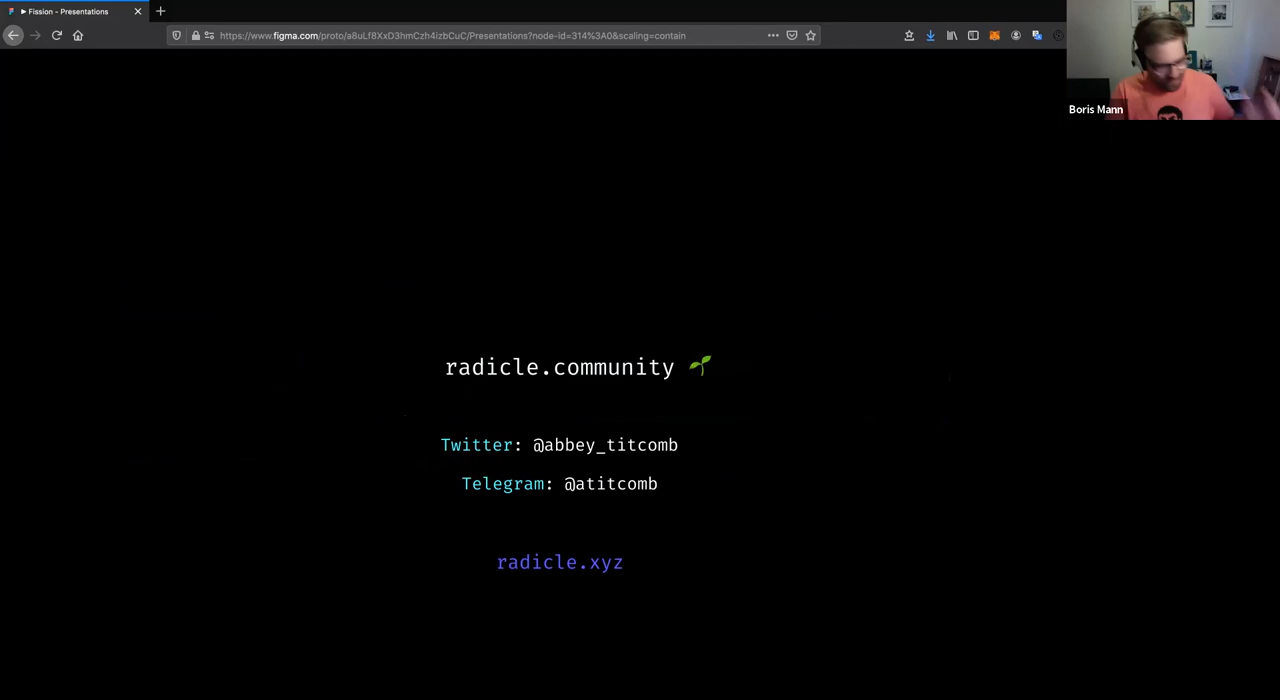 Fission - Presentations
https://www.figma.com/proto/a8uLf8XxD3hmCzh4izbCuC/Presentations?node-id=314%3A0&scaling=contain
Boris Mann
radicle.community 🌱
Twitter: @abbey_titcomb
Telegram: @atitcomb
radicle.xyz